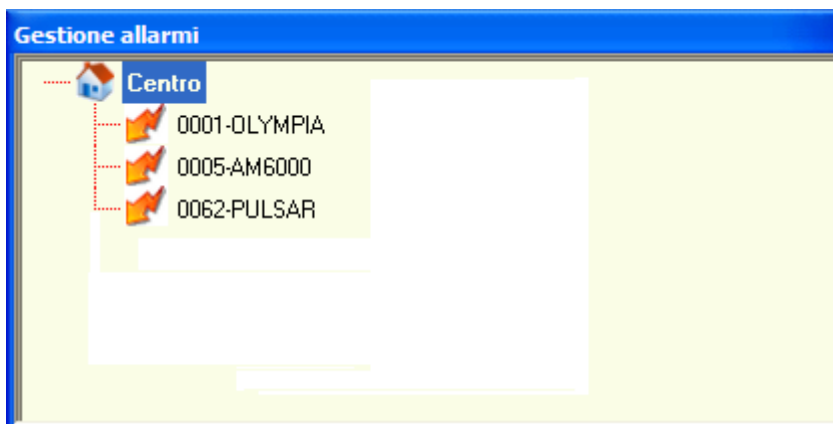 Gestione allarmi
Centro
0001-OLYMPIA
0005-AM6000
0062-PULSAR